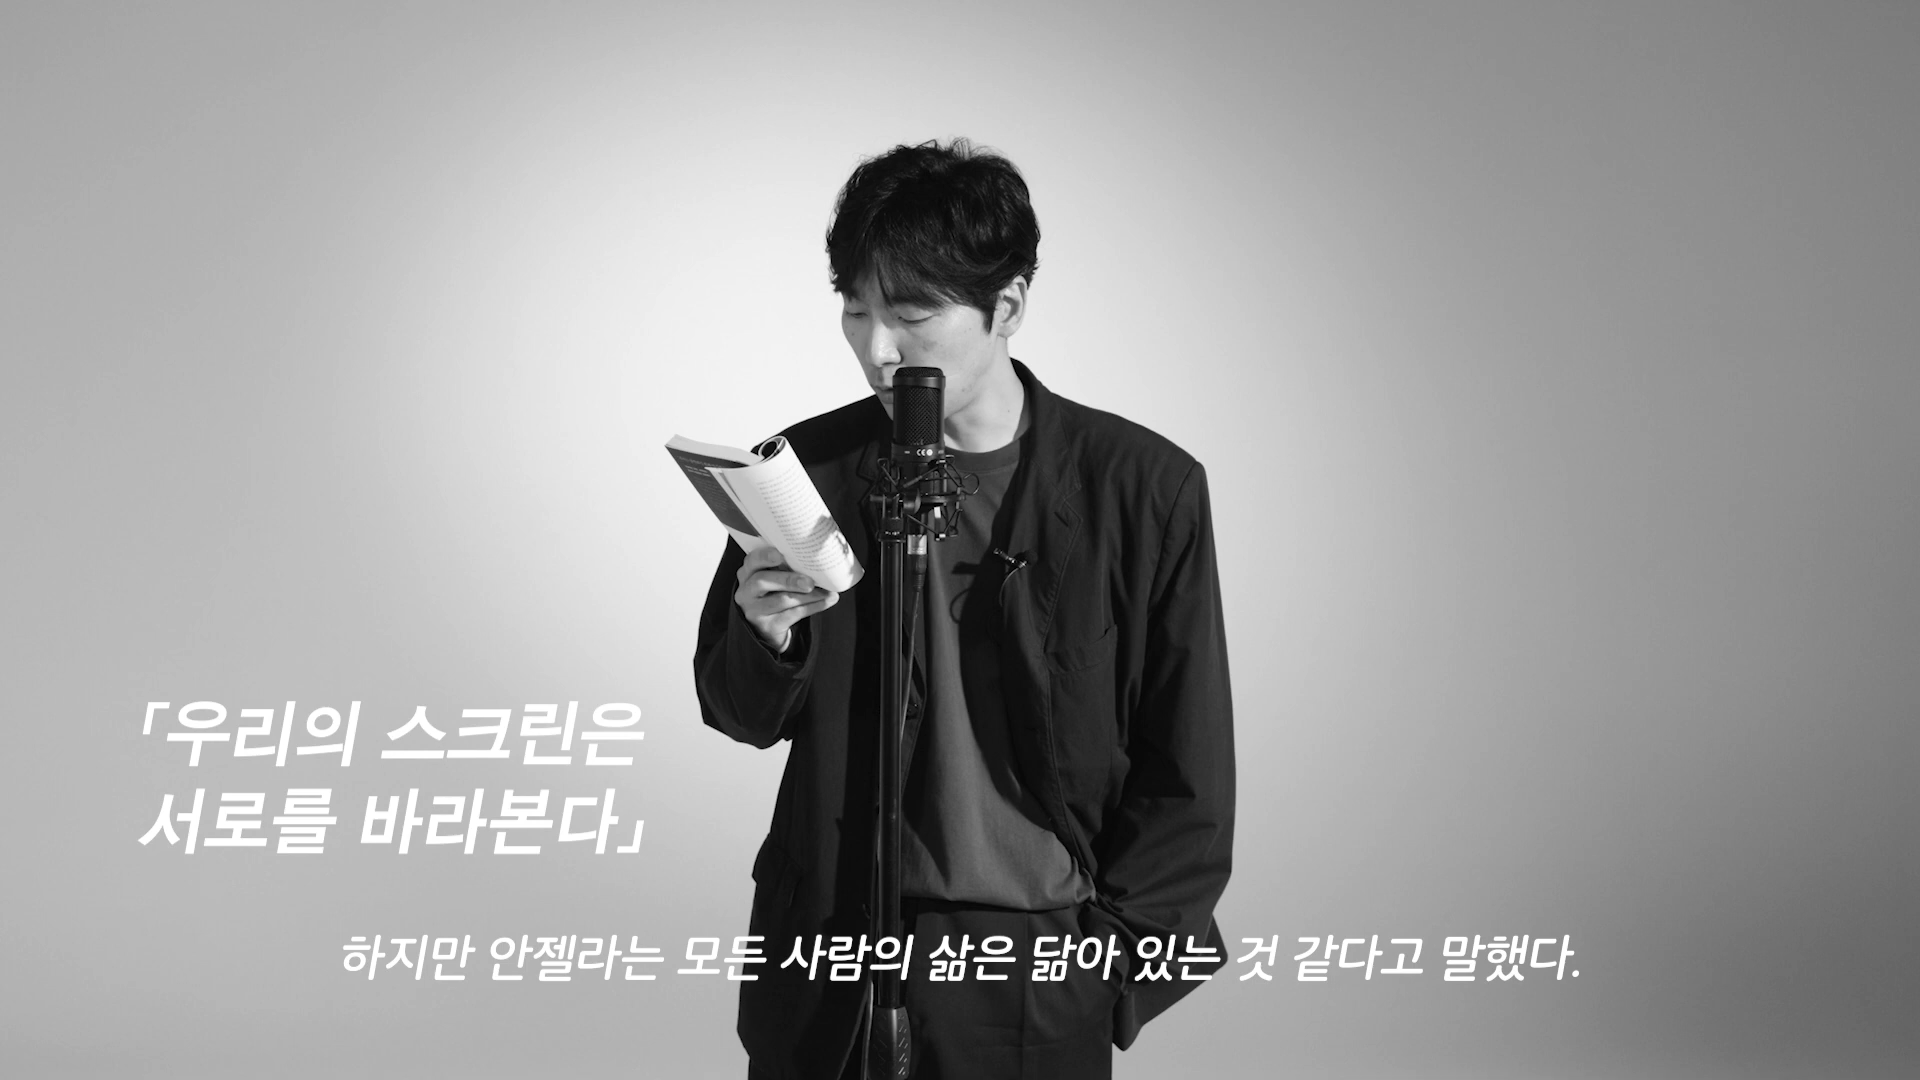 「우리의 스크린은
서로를 바라본다」
하지만 안젤라는 모든 사람의 삶은 닮아 있는 것 같다고 말했다.